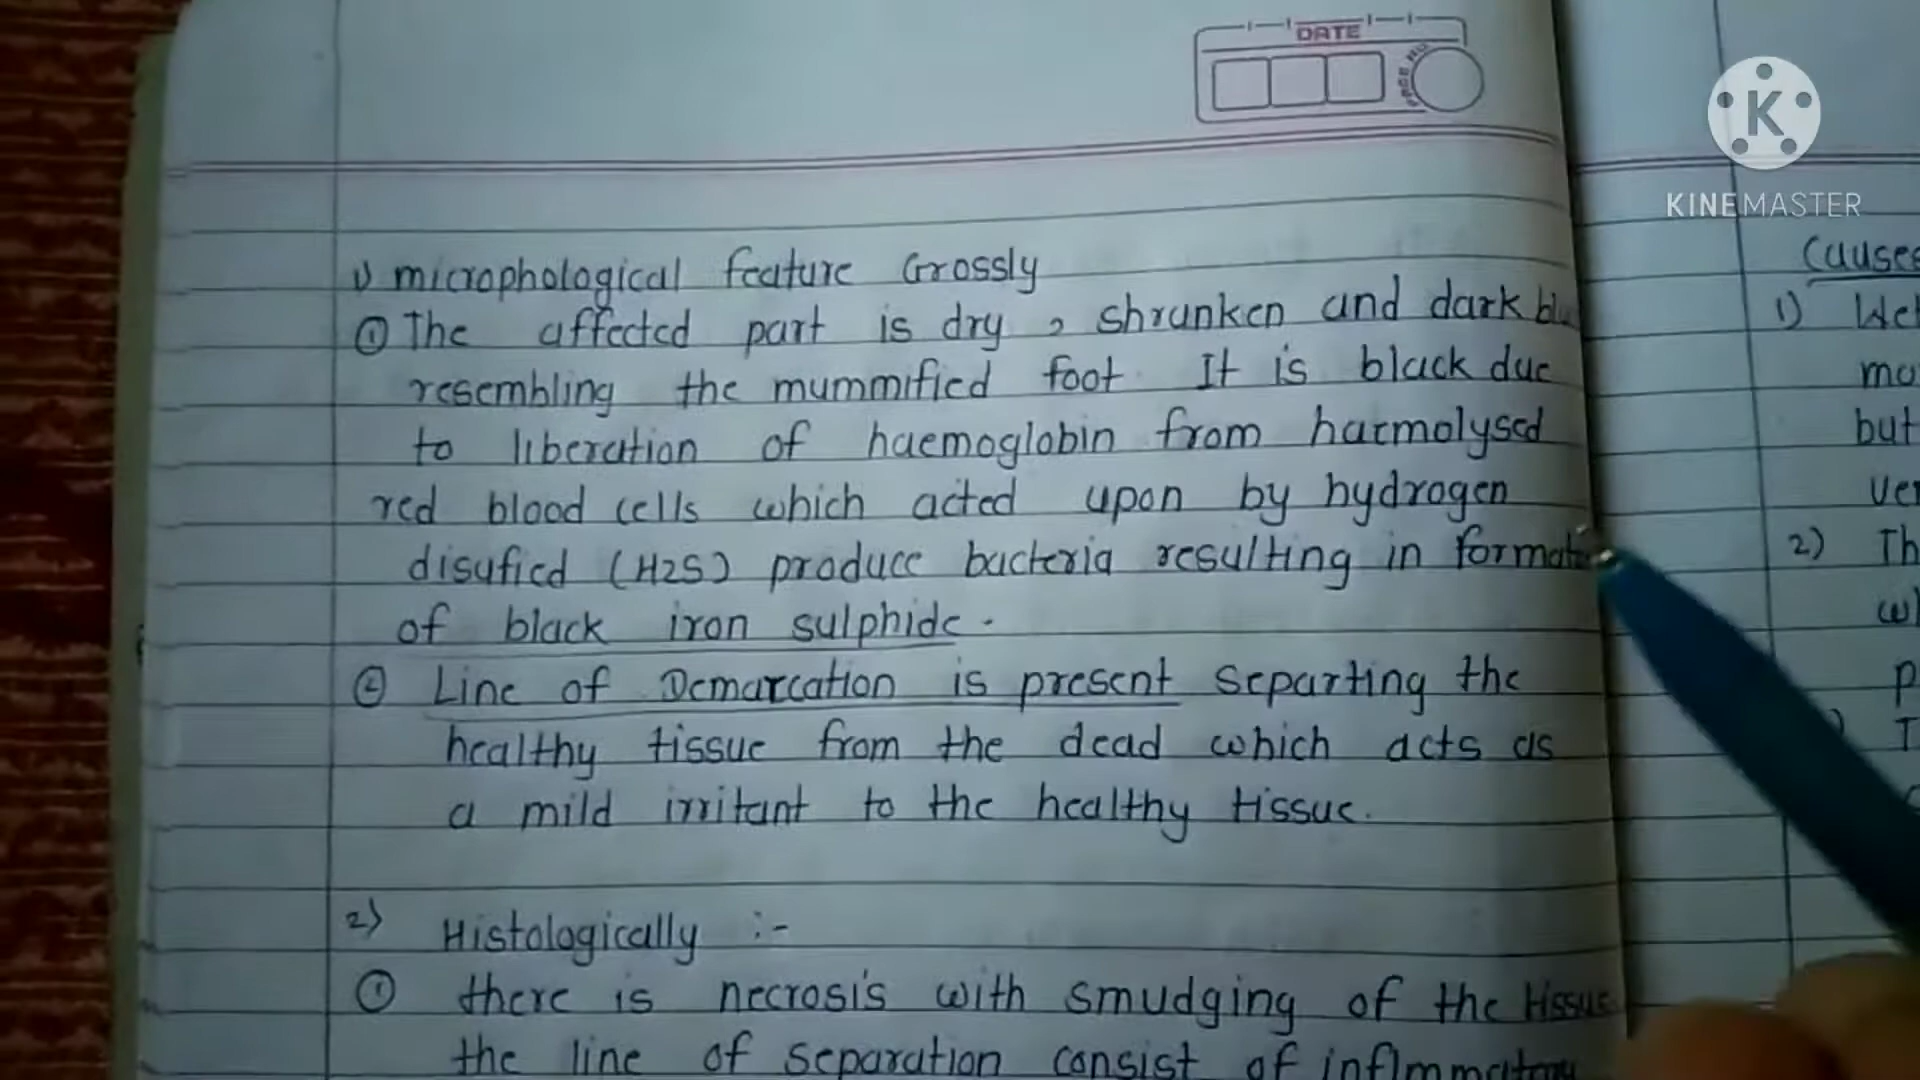 DATE
PAGE NO
KINEMASTER
1) microphological feature Grossly
① The affected part is dry, shrunken and dark
resembling the mummified foot. It is black due
to liberation of haemoglobin from haemolysed
red blood cells which acted upon by hydrogen
disufied (H2S) produce bacteria resulting in
of black iron sulphide.
② Line of Demarcation is present separting the
healthy tissue from the dead which acts as
a mild irritant to the healthy tissue.
2) Histologically :-
① there is necrosis with smudging of the tissue
the line of separation consist of
Causes
1)
but
2)